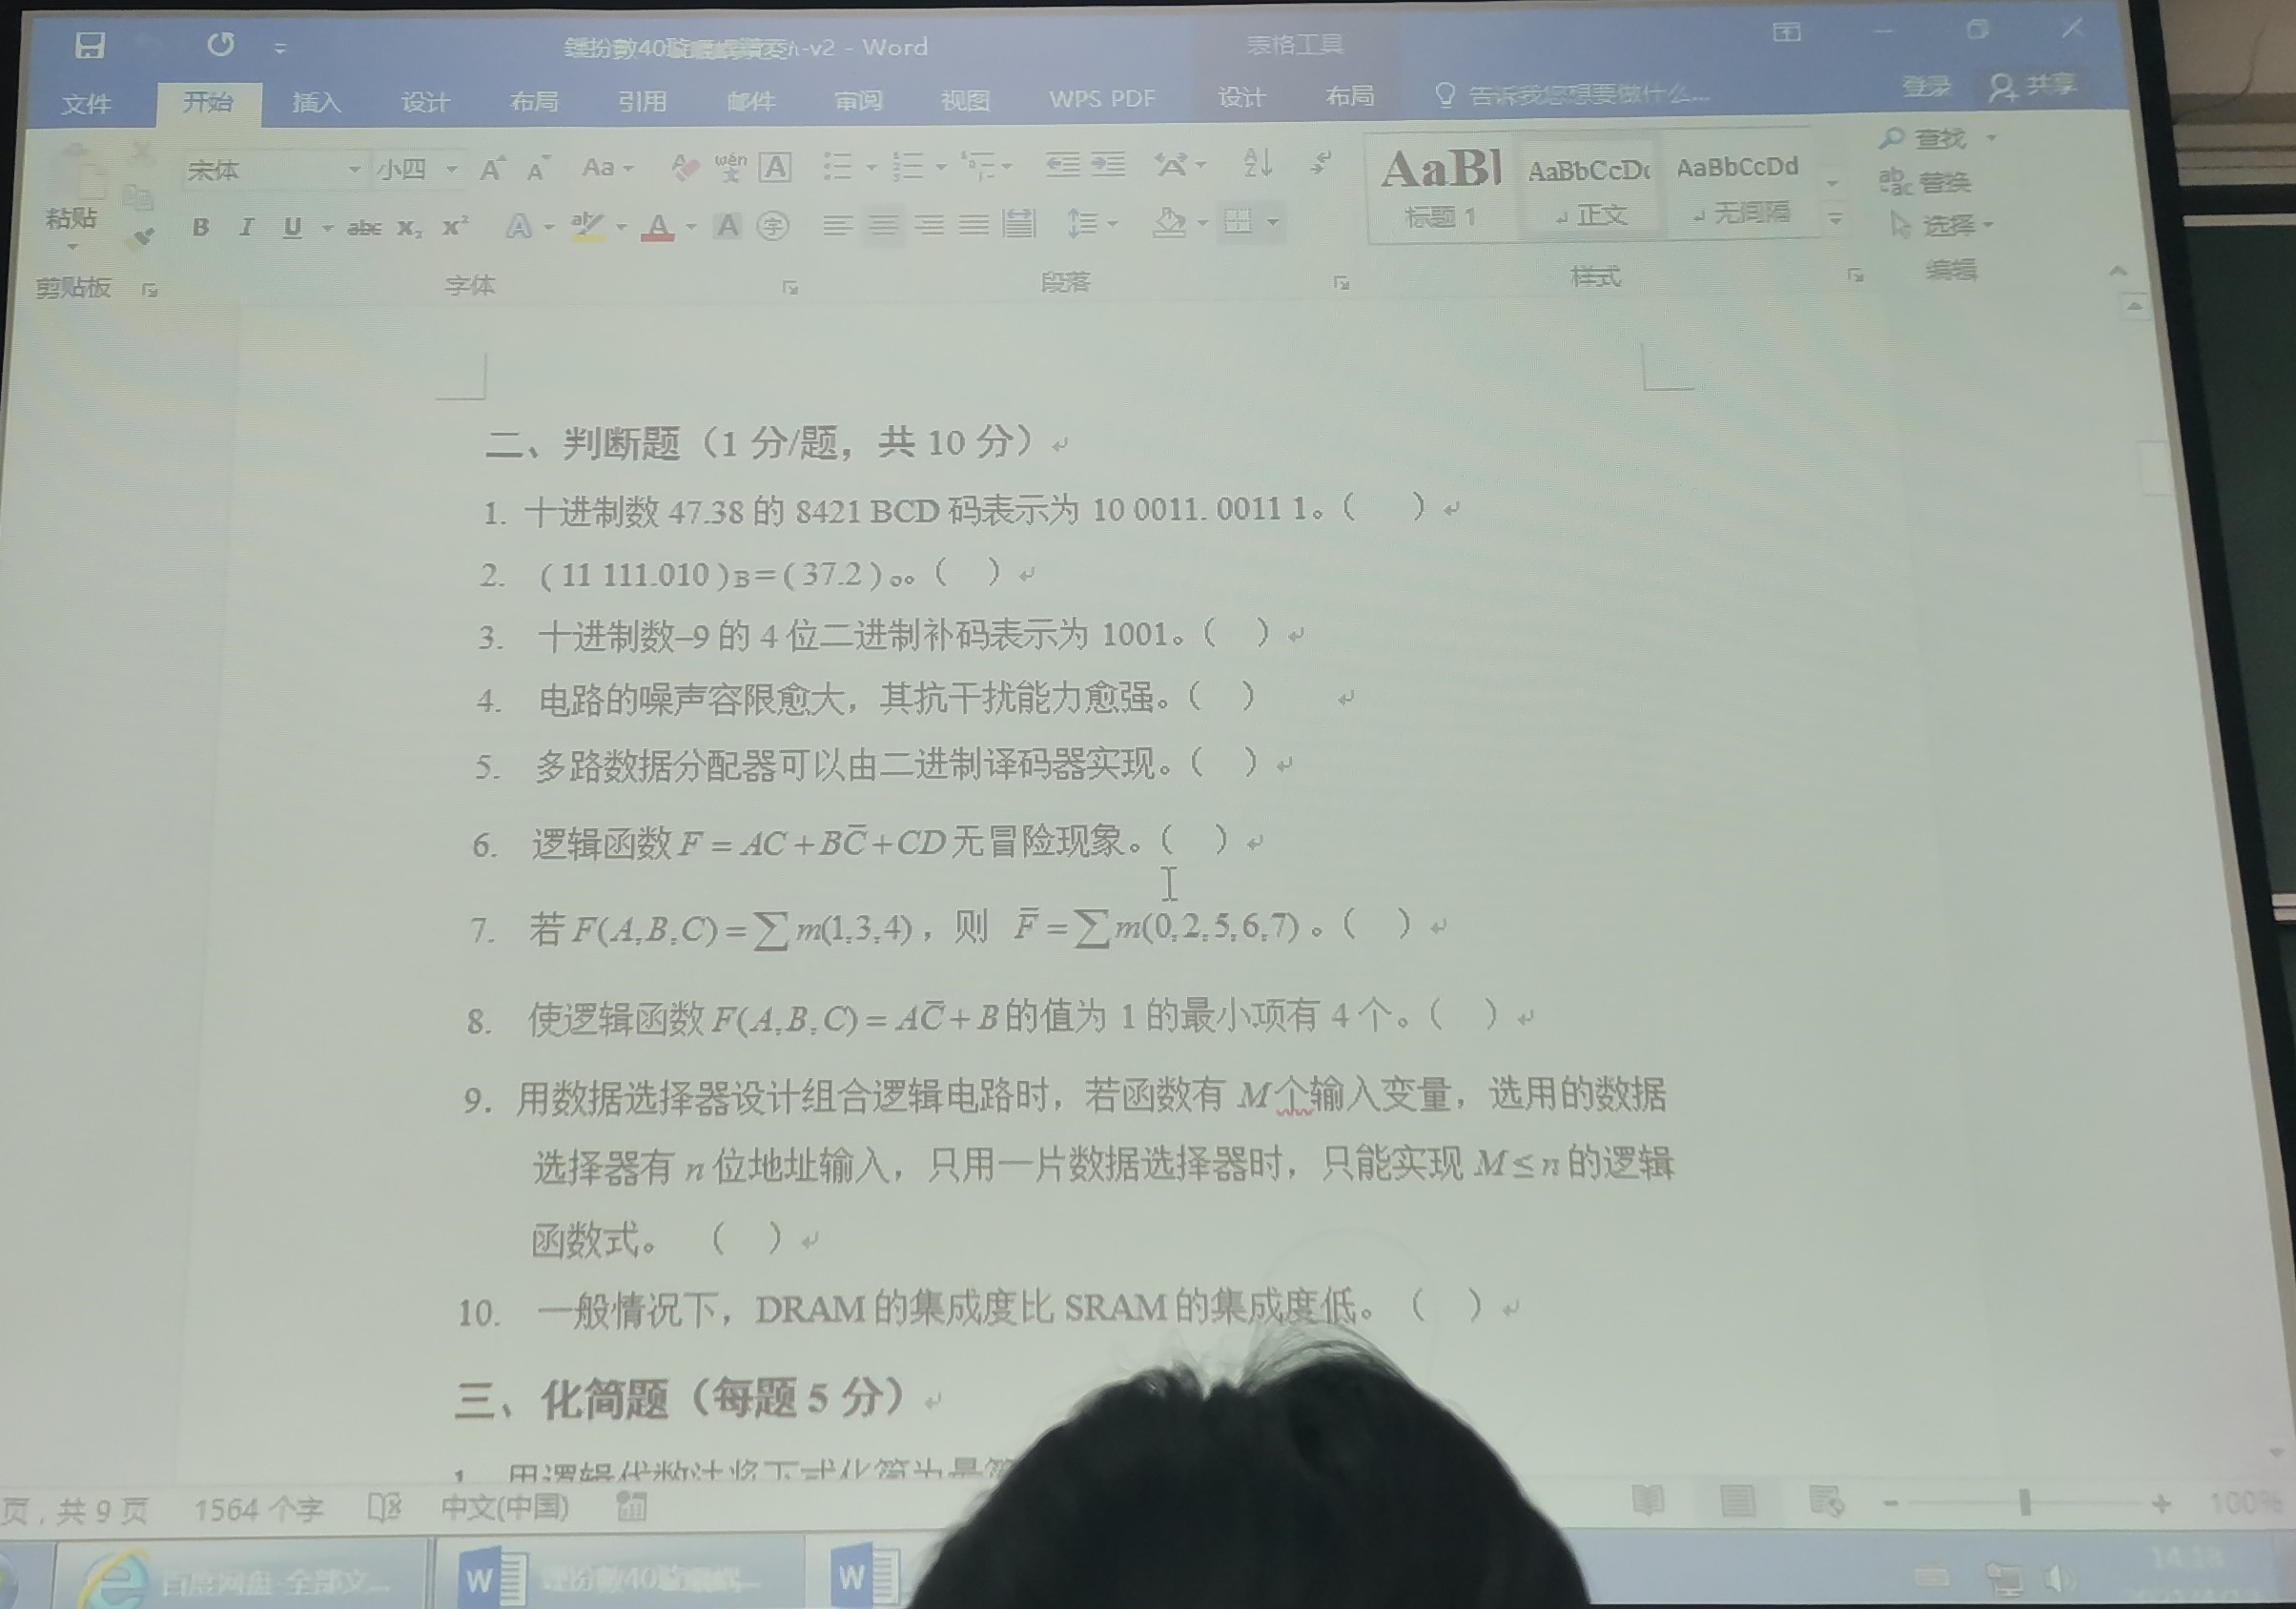 -v2 - Word
表格工具
文件 开始 插入 设计 布局 引用 邮件 审阅 视图 WPS PDF 设计 布局 告诉我您想要做什么... 登录 共享
粘贴
剪贴板
宋体 小四 Aa wén 文 A
B I U abc X₂ X² A ab A A 字
字体
段落
AaBl AaBbCcDc AaBbCcDd
标题 1 正文 无间隔
样式
查找
替换
选择
编辑
二、判断题（1 分/题，共 10 分）
1. 十进制数 47.38 的 8421 BCD 码表示为 10 0011. 0011 1。（ ）
2. ( 11 111.010 )B=( 37.2 )O。（ ）
3. 十进制数–9 的 4 位二进制补码表示为 1001。（ ）
4. 电路的噪声容限愈大，其抗干扰能力愈强。（ ）
5. 多路数据分配器可以由二进制译码器实现。（ ）
6. 逻辑函数 F = AC + BC̅ + CD 无冒险现象。（ ）
7. 若 F(A,B,C) = ∑ m(1,3,4)，则 F̅ = ∑ m(0,2,5,6,7)。（ ）
8. 使逻辑函数 F(A,B,C) = AC̅ + B 的值为 1 的最小项有 4 个。（ ）
9. 用数据选择器设计组合逻辑电路时，若函数有 M 个输入变量，选用的数据
选择器有 n 位地址输入，只用一片数据选择器时，只能实现 M ≤ n 的逻辑
函数式。 （ ）
10. 一般情况下，DRAM 的集成度比 SRAM 的集成度低。（ ）
三、化简题（每题 5 分）
1. 用逻辑代数法将下式化简为最简
页，共 9 页 1564 个字 中文(中国) 100%
百度网盘-全部文...
14:18